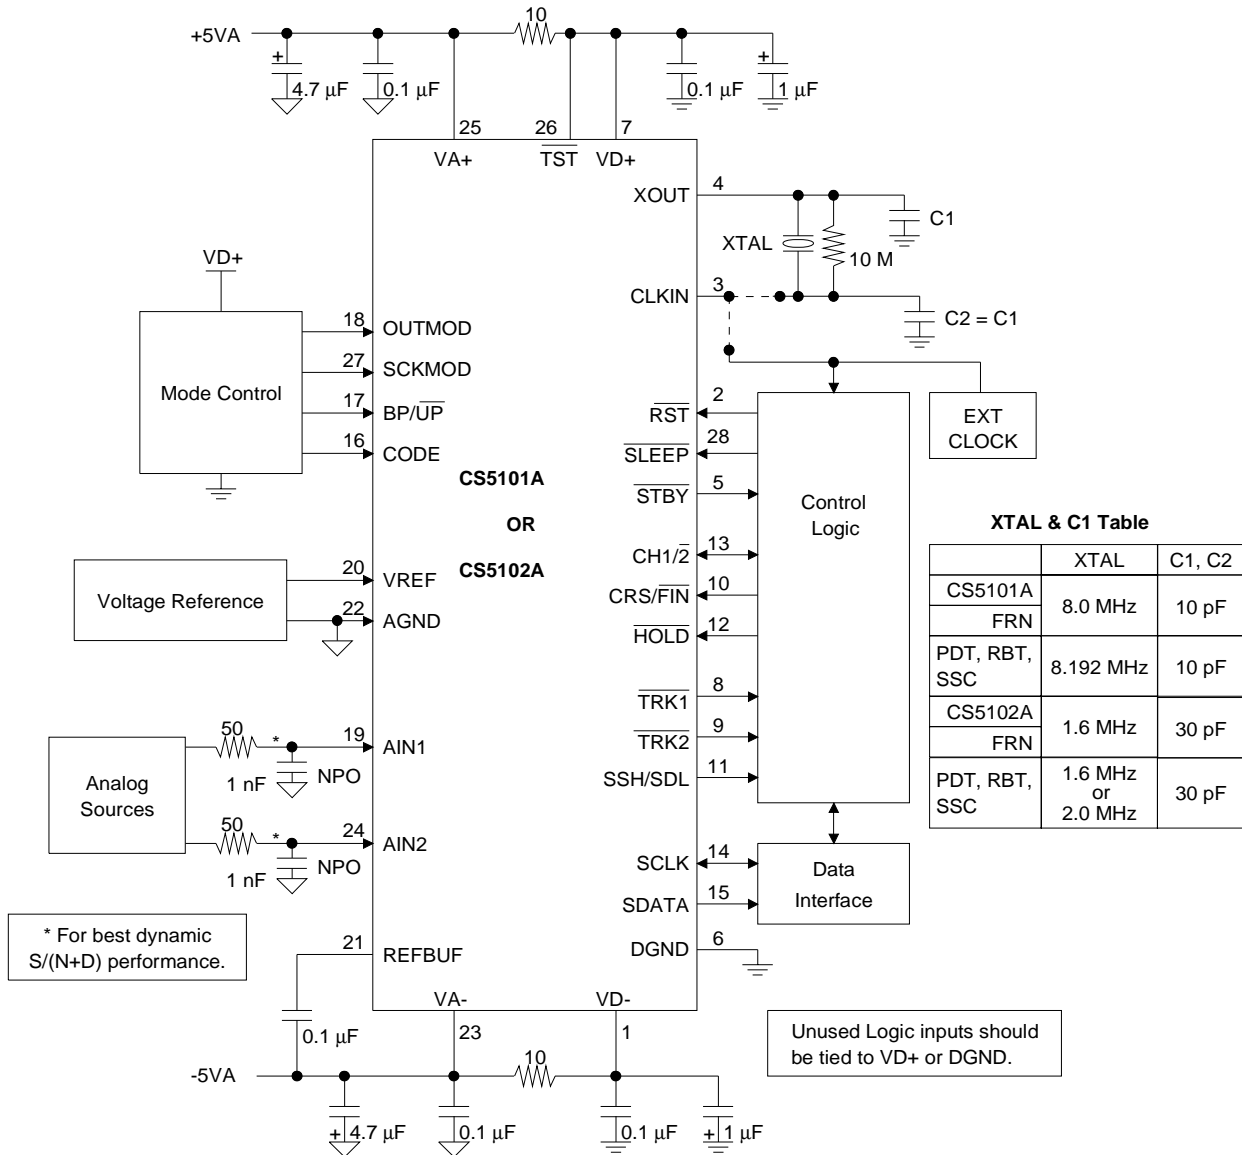 10
+5VA
+
4.7 µF
0.1 µF
0.1 µF
+
1 µF
25
26
7
VA+
TST
VD+
XOUT
4
C1
XTAL
10 M
CLKIN
3
C2 = C1
VD+
Mode Control
18
OUTMOD
27
SCKMOD
17
BP/UP
16
CODE
CS5101A
OR
CS5102A
2
RST
28
SLEEP
5
STBY
13
CH1/2
10
CRS/FIN
12
HOLD
8
TRK1
9
TRK2
11
SSH/SDL
Control
Logic
EXT
CLOCK
Voltage Reference
20
VREF
22
AGND
XTAL & C1 Table
XTAL C1, C2
CS5101A
FRN
8.0 MHz 10 pF
PDT, RBT,
SSC
8.192 MHz 10 pF
CS5102A
FRN
1.6 MHz 30 pF
PDT, RBT,
SSC
1.6 MHz
or
2.0 MHz
30 pF
Analog
Sources
50
*
19
AIN1
1 nF
NPO
50
*
24
AIN2
1 nF
NPO
SCLK
14
SDATA
15
Data
Interface
DGND
6
* For best dynamic
S/(N+D) performance.
21
REFBUF
0.1 µF
VA-
VD-
23
1
Unused Logic inputs should
be tied to VD+ or DGND.
-5VA
10
+
4.7 µF
0.1 µF
0.1 µF
+
1 µF